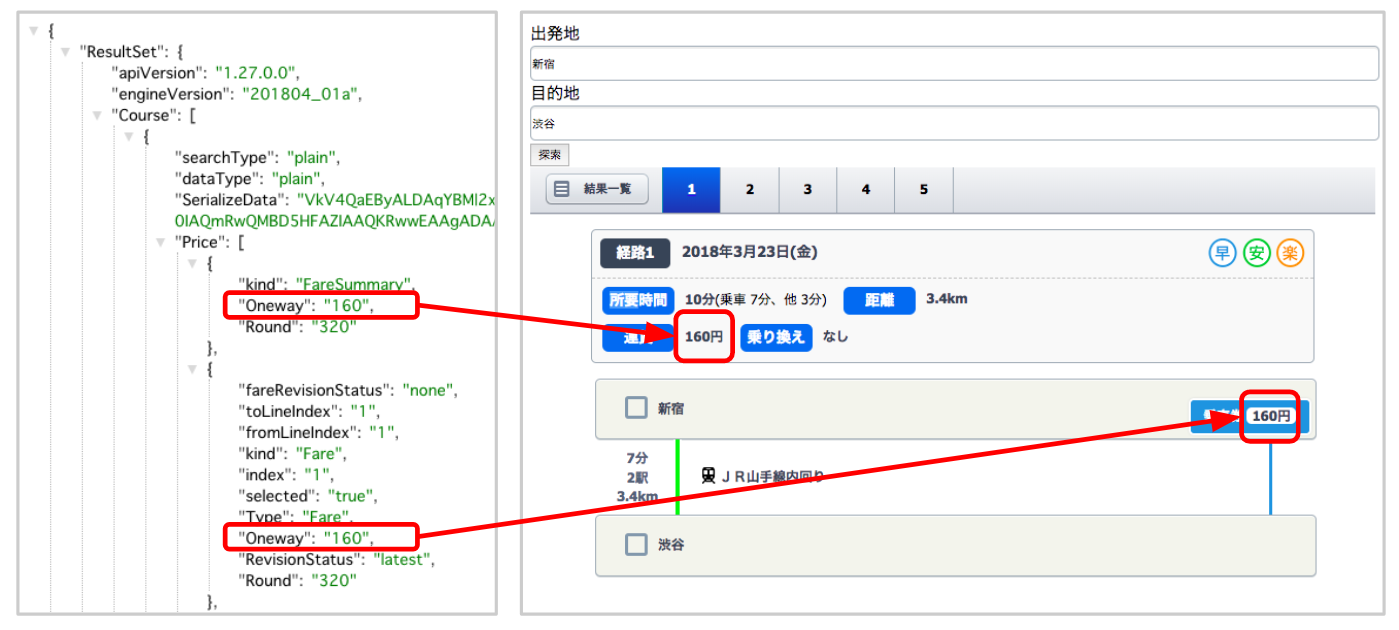 {
"ResultSet": {
"apiVersion": "1.27.0.0",
"engineVersion": "201804_01a",
"Course": [
{
"searchType": "plain",
"dataType": "plain",
"SerializeData": "VkV4QaEByALDAqYBMl2x
0IAQmRwQMBD5HFAZIAAQKRwwEAAgADA
"Price": [
{
"kind": "FareSummary",
"Oneway": "160",
"Round": "320"
},
{
"fareRevisionStatus": "none",
"toLineIndex": "1",
"fromLineIndex": "1",
"kind": "Fare",
"index": "1",
"selected": "true",
"Type": "Fare",
"Oneway": "160",
"RevisionStatus": "latest",
"Round": "320"
},
出発地
新宿
目的地
渋谷
探索
結果一覧 1 2 3 4 5
経路1 2018年3月23日(金) 早 安 楽
所要時間 10分(乗車 7分、他 3分) 距離 3.4km
160円 乗り換え なし
新宿 160円
7分
2駅 ＪＲ山手線内回り
3.4km
渋谷